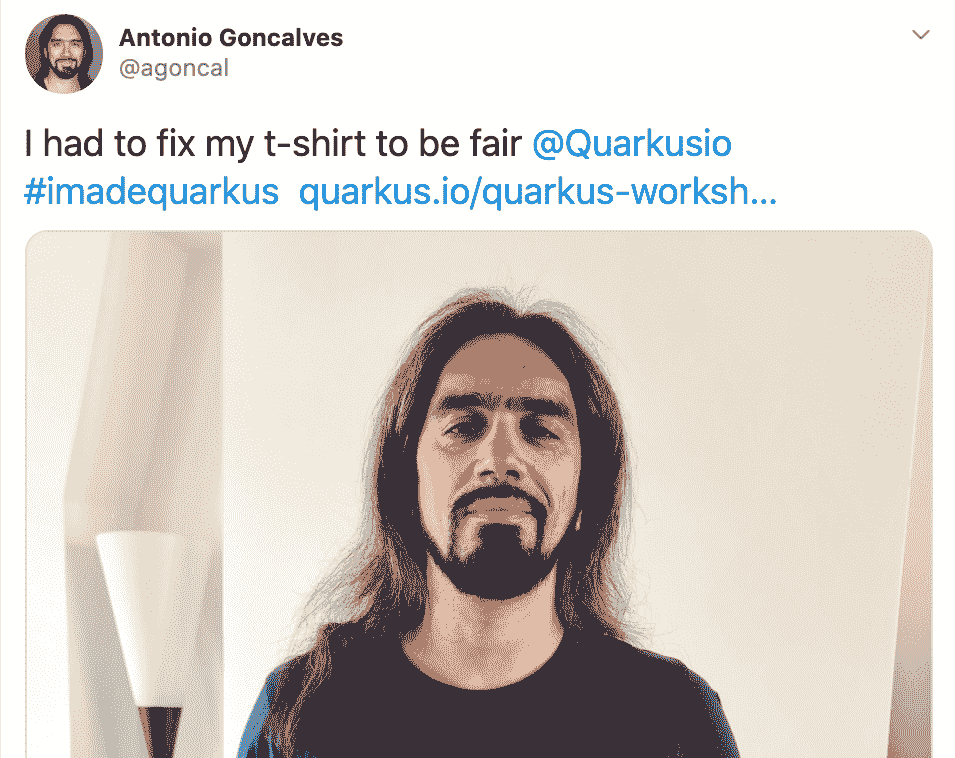 Antonio Goncalves
@agoncal
I had to fix my t-shirt to be fair @Quarkusio
#imadequarkus quarkus.io/quarkus-worksh...